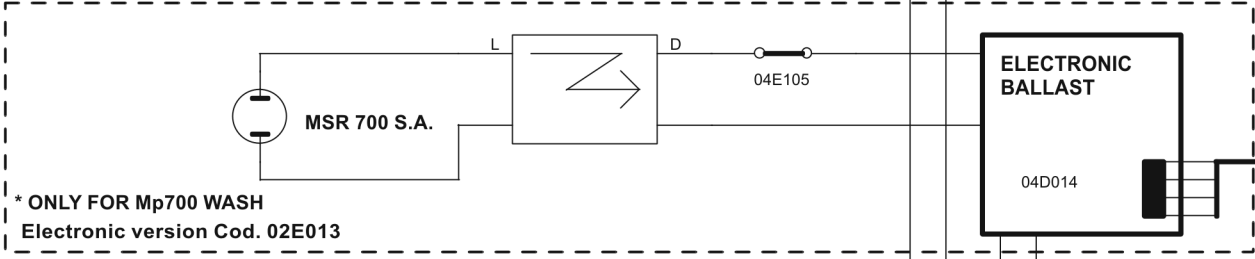 L
D
04E105
ELECTRONIC
BALLAST
MSR 700 S.A.
04D014
* ONLY FOR Mp700 WASH
Electronic version Cod. 02E013